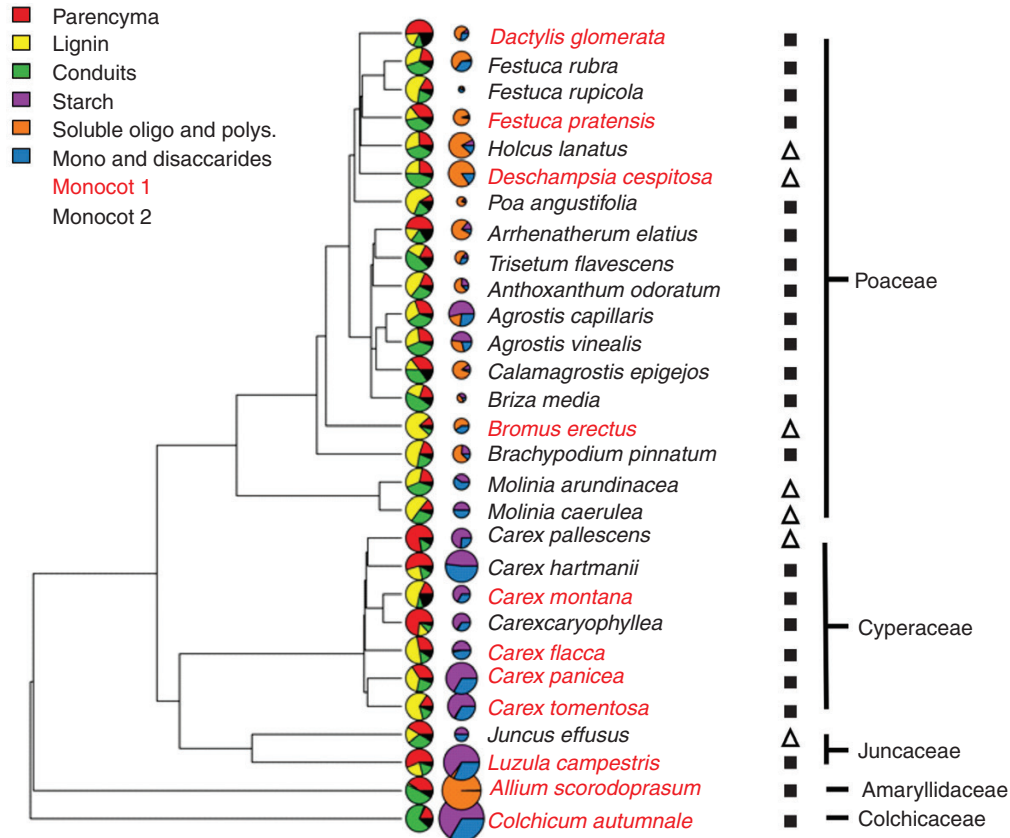 Parencyma
Lignin
Conduits
Starch
Soluble oligo and polys.
Mono and disaccarides
Monocot 1
Monocot 2
Dactylis glomerata
Festuca rubra
Festuca rupicola
Festuca pratensis
Holcus lanatus
Deschampsia cespitosa
Poa angustifolia
Arrhenatherum elatius
Trisetum flavescens
Anthoxanthum odoratum
Agrostis capillaris
Agrostis vinealis
Calamagrostis epigejos
Briza media
Bromus erectus
Brachypodium pinnatum
Molinia arundinacea
Molinia caerulea
Carex pallescens
Carex hartmanii
Carex montana
Carexcaryophyllea
Carex flacca
Carex panicea
Carex tomentosa
Juncus effusus
Luzula campestris
Allium scorodoprasum
Colchicum autumnale
Poaceae
Cyperaceae
Juncaceae
Amaryllidaceae
Colchicaceae